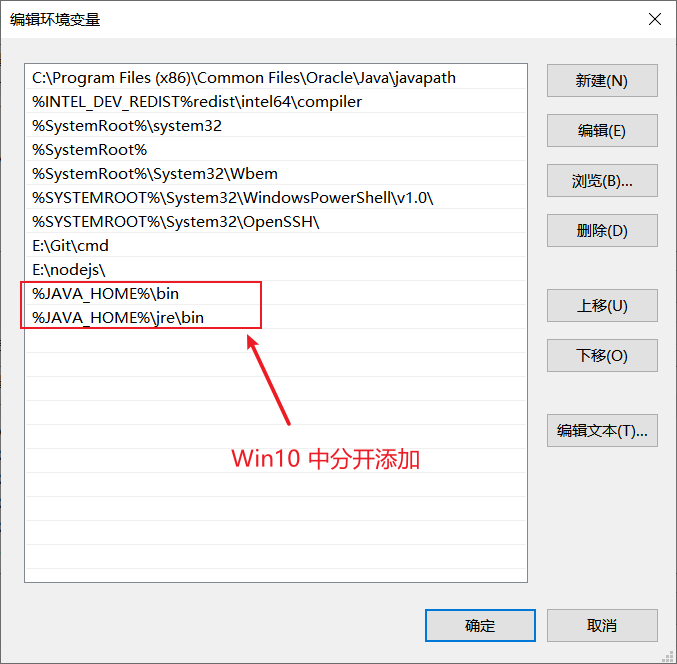 编辑环境变量
C:\Program Files (x86)\Common Files\Oracle\Java\javapath
%INTEL_DEV_REDIST%redist\intel64\compiler
%SystemRoot%\system32
%SystemRoot%
%SystemRoot%\System32\Wbem
%SYSTEMROOT%\System32\WindowsPowerShell\v1.0\
%SYSTEMROOT%\System32\OpenSSH\
E:\Git\cmd
E:\nodejs\
%JAVA_HOME%\bin
%JAVA_HOME%\jre\bin
Win10 中分开添加
新建(N)
编辑(E)
浏览(B)...
删除(D)
上移(U)
下移(O)
编辑文本(T)...
确定
取消